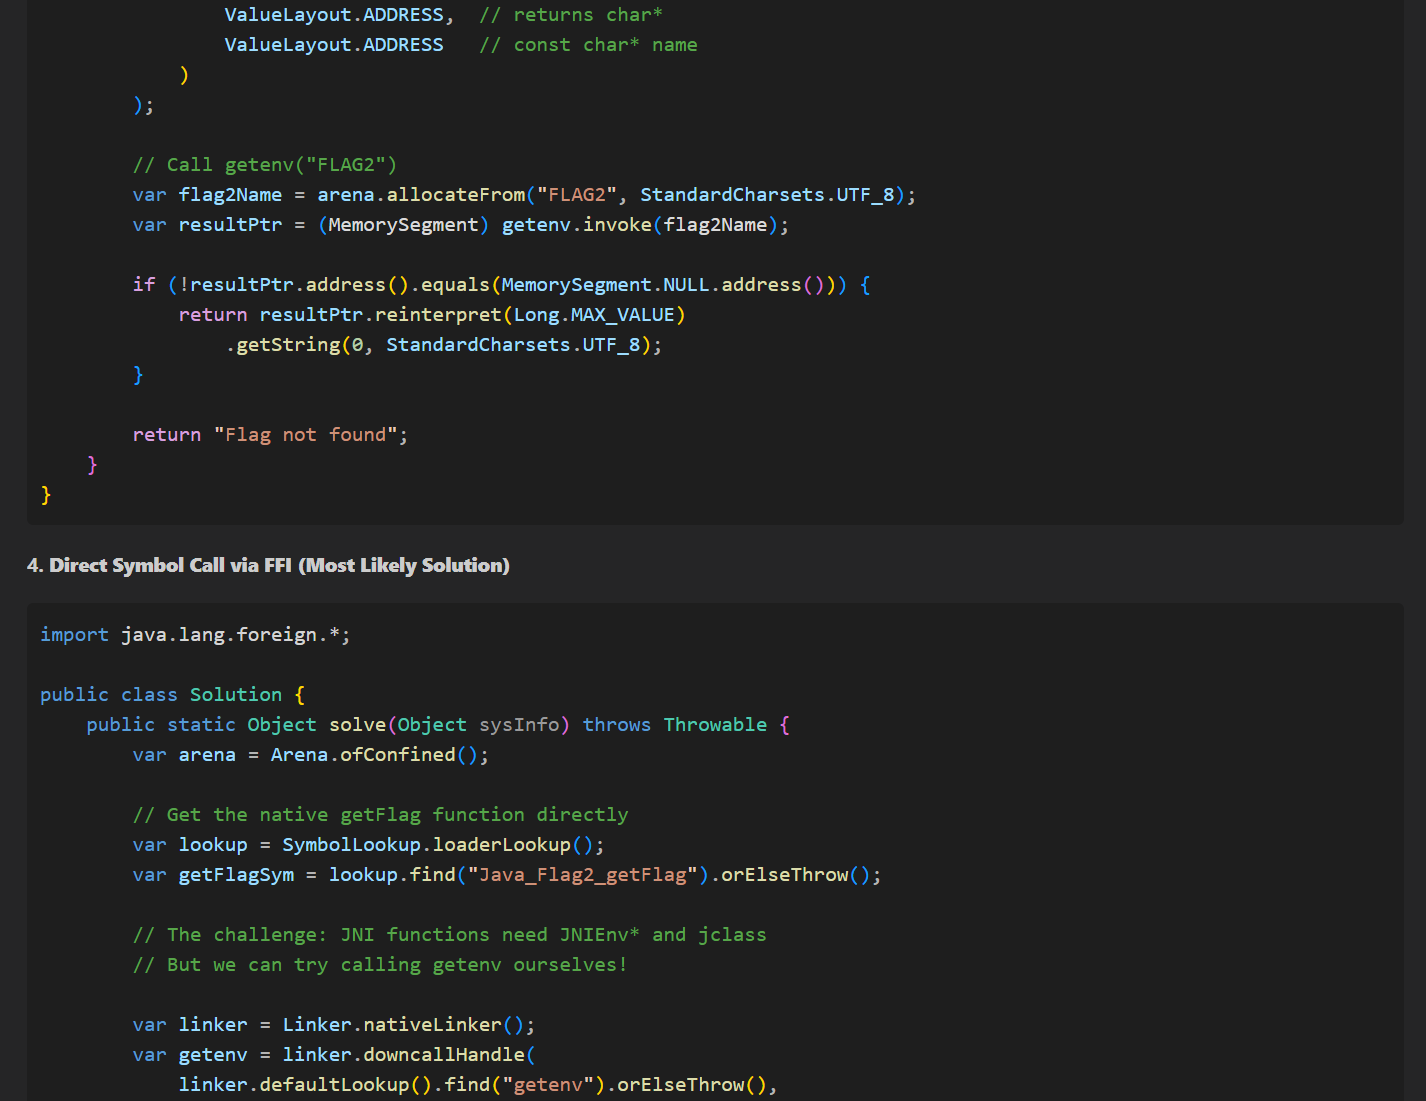 ValueLayout.ADDRESS,  // returns char*
ValueLayout.ADDRESS   // const char* name
)
);
// Call getenv("FLAG2")
var flag2Name = arena.allocateFrom("FLAG2", StandardCharsets.UTF_8);
var resultPtr = (MemorySegment) getenv.invoke(flag2Name);
if (!resultPtr.address().equals(MemorySegment.NULL.address())) {
return resultPtr.reinterpret(Long.MAX_VALUE)
.getString(0, StandardCharsets.UTF_8);
}
return "Flag not found";
}
}
4. Direct Symbol Call via FFI (Most Likely Solution)
import java.lang.foreign.*;
public class Solution {
public static Object solve(Object sysInfo) throws Throwable {
var arena = Arena.ofConfined();
// Get the native getFlag function directly
var lookup = SymbolLookup.loaderLookup();
var getFlagSym = lookup.find("Java_Flag2_getFlag").orElseThrow();
// The challenge: JNI functions need JNIEnv* and jclass
// But we can try calling getenv ourselves!
var linker = Linker.nativeLinker();
var getenv = linker.downcallHandle(
linker.defaultLookup().find("getenv").orElseThrow(),